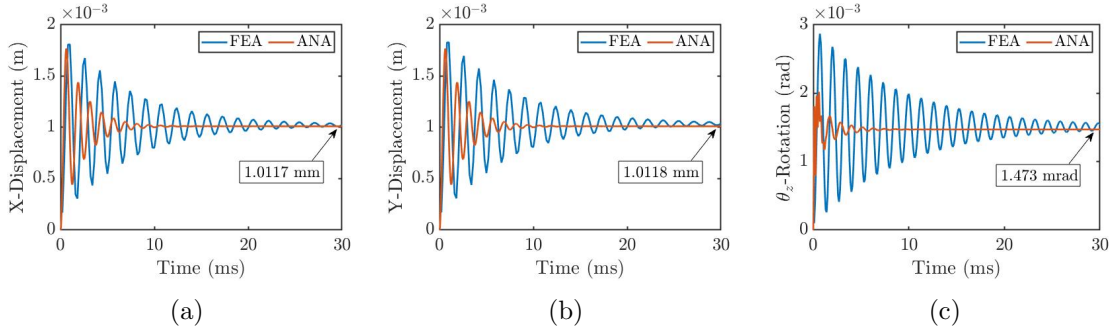 ×10⁻³
X-Displacement (m)
2
1.5
1
0.5
0
FEA ANA
1.0117 mm
0 10 20 30
Time (ms)
(a)
×10⁻³
Y-Displacement (m)
2
1.5
1
0.5
0
FEA ANA
1.0118 mm
0 10 20 30
Time (ms)
(b)
×10⁻³
θz-Rotation (rad)
3
2
1
0
FEA ANA
1.473 mrad
0 10 20 30
Time (ms)
(c)